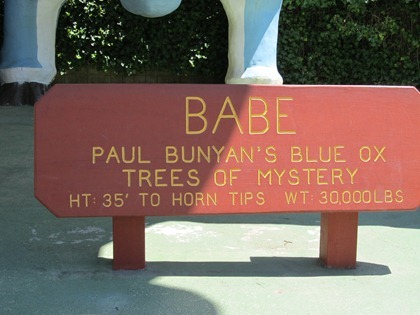 BABE
PAUL BUNYAN'S BLUE OX
TREES OF MYSTERY
HT: 35' TO HORN TIPS WT: 30,000LBS